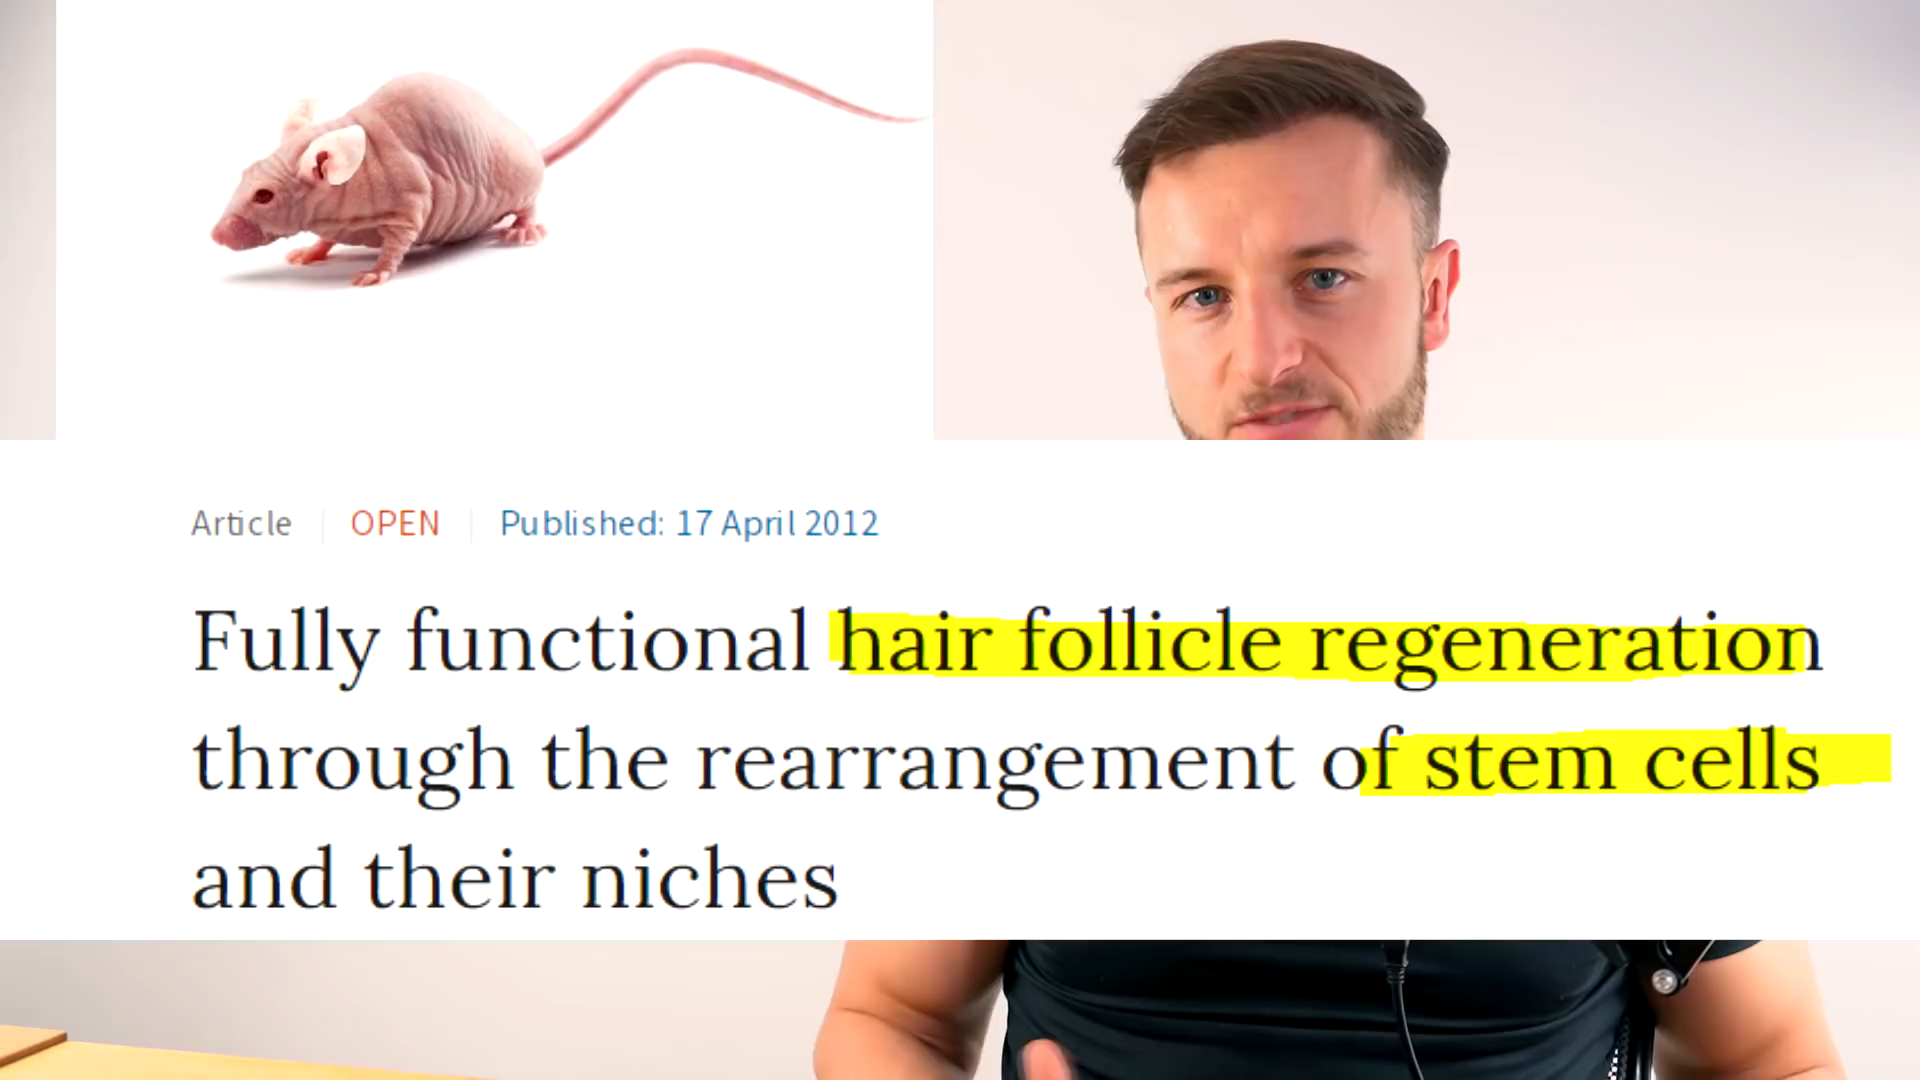 Article OPEN Published: 17 April 2012
Fully functional hair follicle regeneration
through the rearrangement of stem cells
and their niches